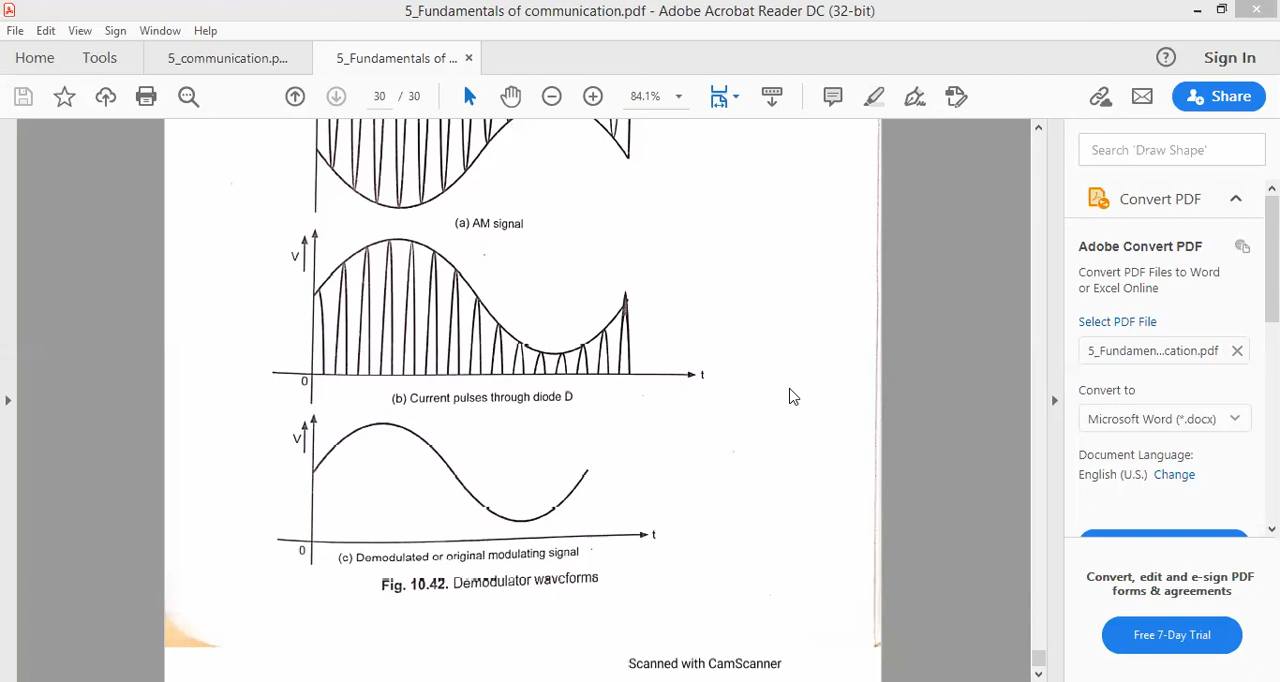 5_Fundamentals of communication.pdf - Adobe Acrobat Reader DC (32-bit)
File Edit View Sign Window Help
Home Tools 5_communication.p... 5_Fundamentals of ... × Sign In
30 / 30 84.1% Share
(a) AM signal
V
0 t
(b) Current pulses through diode D
V
0 t
(c) Demodulated or original modulating signal
Fig. 10.42. Demodulator waveforms
Scanned with CamScanner
Search 'Draw Shape'
Convert PDF
Adobe Convert PDF
Convert PDF Files to Word
or Excel Online
Select PDF File
5_Fundamen...cation.pdf
Convert to
Microsoft Word (*.docx)
Document Language:
English (U.S.) Change
Convert, edit and e-sign PDF
forms & agreements
Free 7-Day Trial